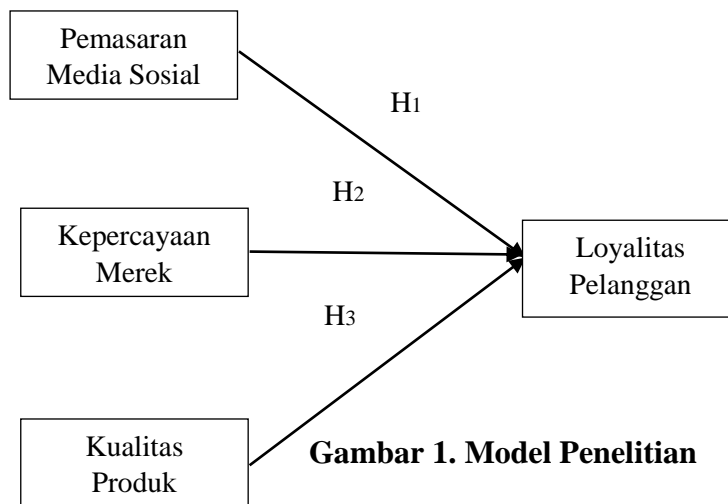 Pemasaran
Media Sosial
H1
H2
Kepercayaan
Merek
Loyalitas
Pelanggan
H3
Kualitas
Produk
Gambar 1. Model Penelitian